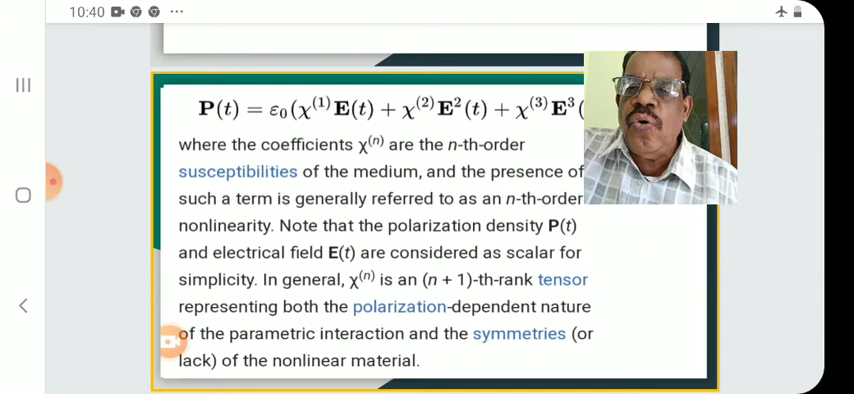 10:40
P(t) = ε₀(χ⁽¹⁾E(t) + χ⁽²⁾E²(t) + χ⁽³⁾E³(
where the coefficients χ⁽ⁿ⁾ are the n-th-order
susceptibilities of the medium, and the presence of
such a term is generally referred to as an n-th-order
nonlinearity. Note that the polarization density P(t)
and electrical field E(t) are considered as scalar for
simplicity. In general, χ⁽ⁿ⁾ is an (n + 1)-th-rank tensor
representing both the polarization-dependent nature
of the parametric interaction and the symmetries (or
lack) of the nonlinear material.